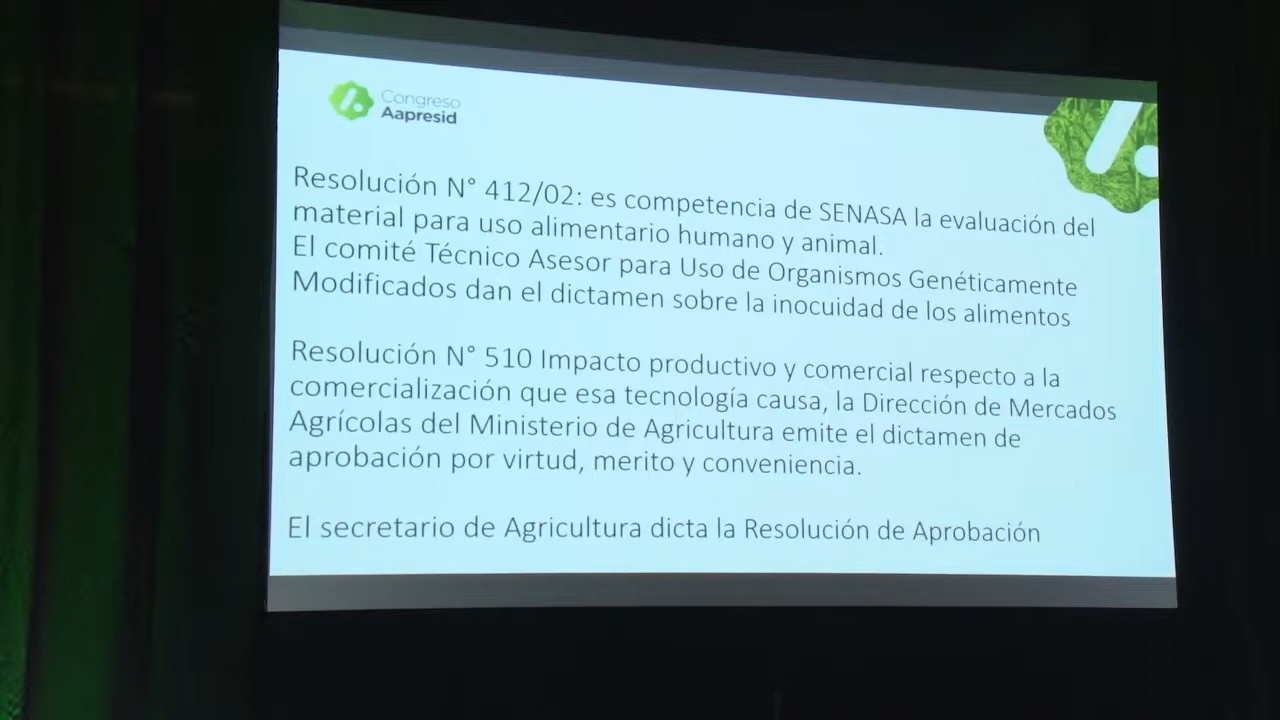 Congreso
Aapresid
Resolución N° 412/02: es competencia de SENASA la evaluación del
material para uso alimentario humano y animal.
El comité Técnico Asesor para Uso de Organismos Genéticamente
Modificados dan el dictamen sobre la inocuidad de los alimentos
Resolución N° 510 Impacto productivo y comercial respecto a la
comercialización que esa tecnología causa, la Dirección de Mercados
Agrícolas del Ministerio de Agricultura emite el dictamen de
aprobación por virtud, merito y conveniencia.
El secretario de Agricultura dicta la Resolución de Aprobación